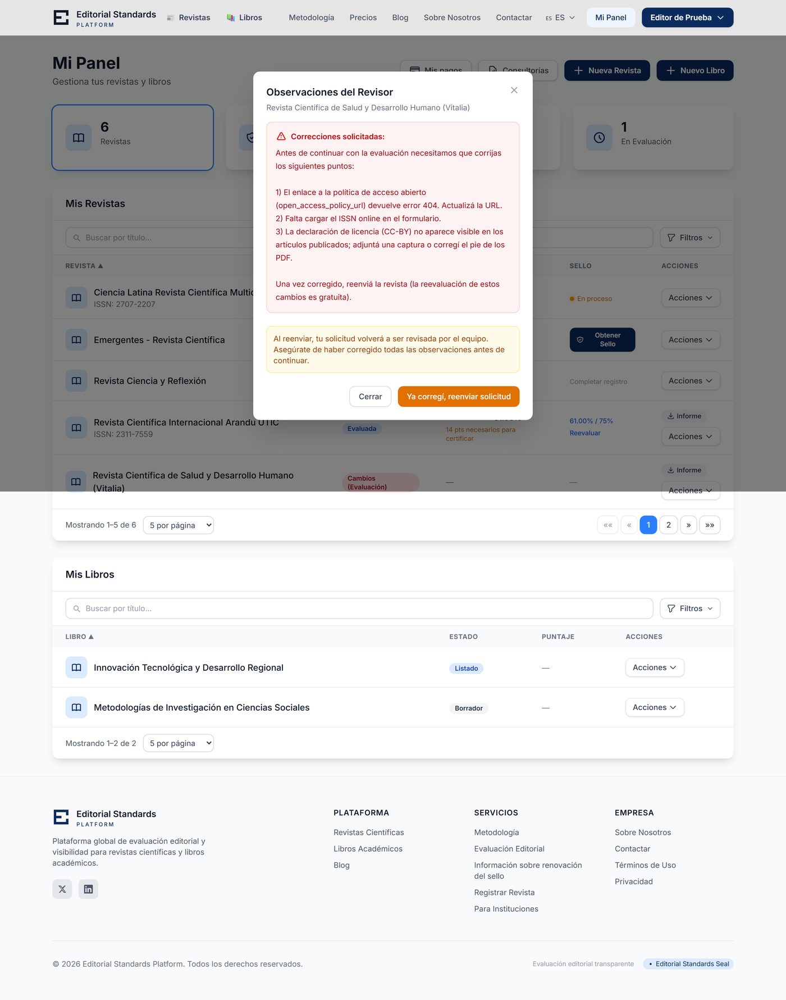 Editorial Standards
PLATFORM
Revistas
Libros
Metodología
Precios
Blog
Sobre Nosotros
Contactar
ES ES
Mi Panel
Editor de Prueba
Mi Panel
Gestiona tus revistas y libros
Mis pagos
Consultorías
Nueva Revista
Nuevo Libro
6
Revistas
1
En Evaluación
Observaciones del Revisor
Revista Científica de Salud y Desarrollo Humano (Vitalia)
Correcciones solicitadas:
Antes de continuar con la evaluación necesitamos que corrijas
los siguientes puntos:
1) El enlace a la política de acceso abierto
(open_access_policy_url) devuelve error 404. Actualizá la URL.
2) Falta cargar el ISSN online en el formulario.
3) La declaración de licencia (CC-BY) no aparece visible en los
artículos publicados; adjuntá una captura o corregí el pie de los
PDF.
Una vez corregido, reenviá la revista (la reevaluación de estos
cambios es gratuita).
Al reenviar, tu solicitud volverá a ser revisada por el equipo.
Asegúrate de haber corregido todas las observaciones antes de
continuar.
Cerrar
Ya corregí, reenviar solicitud
Mis Revistas
Buscar por título...
Filtros
REVISTA ▲
SELLO
ACCIONES
Ciencia Latina Revista Científica
ISSN: 2707-2207
En proceso
Acciones
Emergentes - Revista Científica
Obtener
Sello
Acciones
Revista Ciencia y Reflexión
Completar registro
Acciones
Revista Científica Internacional Arandu UTIC
ISSN: 2311-7559
Evaluada
14 pts necesarios para
certificar
61.00% / 75%
Reevaluar
Informe
Acciones
Revista Científica de Salud y Desarrollo Humano
(Vitalia)
Cambios
(Evaluación)
—
—
Informe
Acciones
Mostrando 1–5 de 6
5 por página
««
«
1
2
»
»»
Mis Libros
Buscar por título...
Filtros
LIBRO ▲
ESTADO
PUNTAJE
ACCIONES
Innovación Tecnológica y Desarrollo Regional
Listado
—
Acciones
Metodologías de Investigación en Ciencias Sociales
Borrador
—
Acciones
Mostrando 1–2 de 2
5 por página
Editorial Standards
PLATFORM
Plataforma global de evaluación editorial y
visibilidad para revistas científicas y libros
académicos.
PLATAFORMA
Revistas Científicas
Libros Académicos
Blog
SERVICIOS
Metodología
Evaluación Editorial
Información sobre renovación
del sello
Registrar Revista
Para Instituciones
EMPRESA
Sobre Nosotros
Contactar
Términos de Uso
Privacidad
© 2026 Editorial Standards Platform. Todos los derechos reservados.
Evaluación editorial transparente
• Editorial Standards Seal